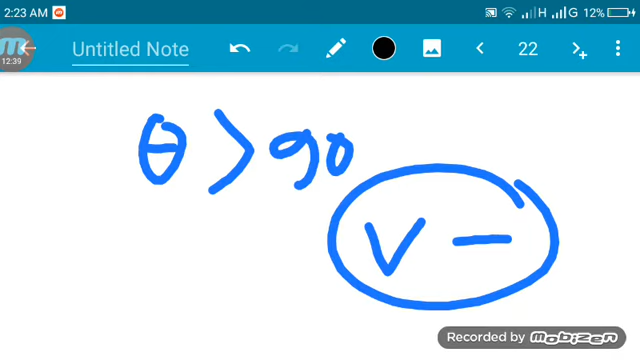 2:23 AM H G 12%
12:39 Untitled Note 22
θ > 90
V –
Recorded by mobizen